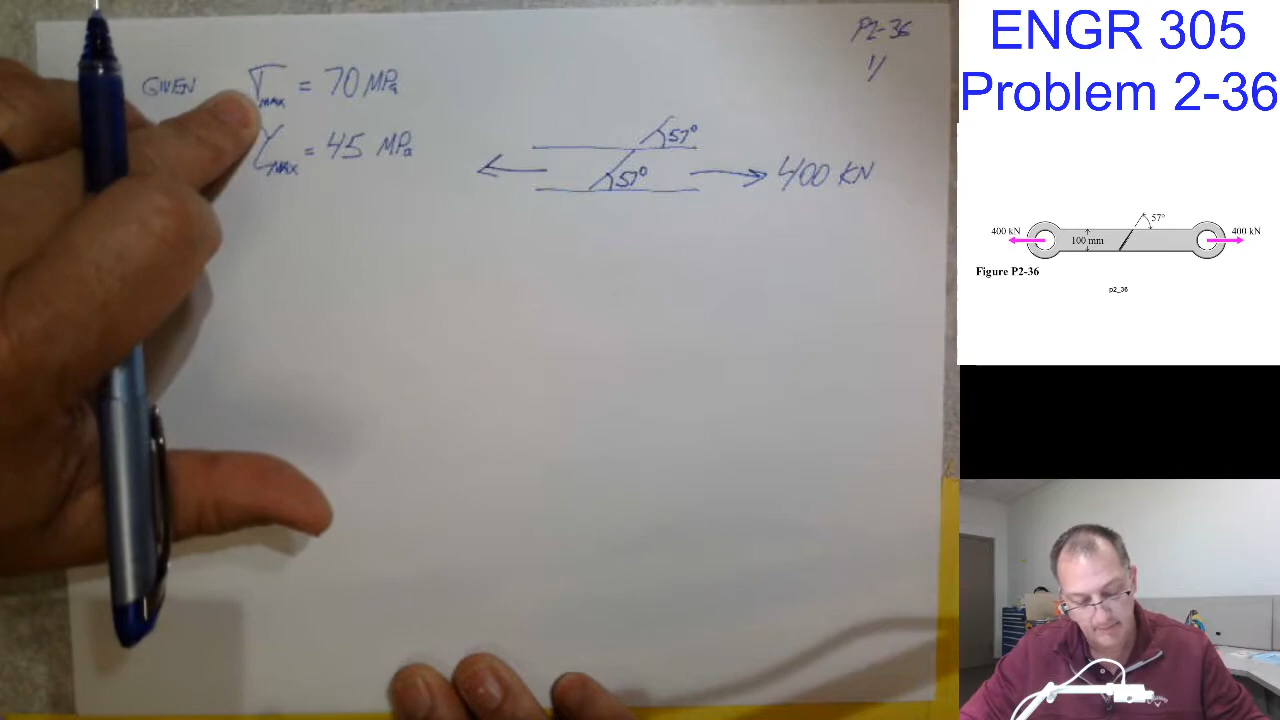 P2-36
1/
GIVEN σMAX = 70 MPa
τMAX = 45 MPa
57°
57°
400 KN
ENGR 305
Problem 2-36
57°
400 kN
400 kN
100 mm
Figure P2-36
p2_36